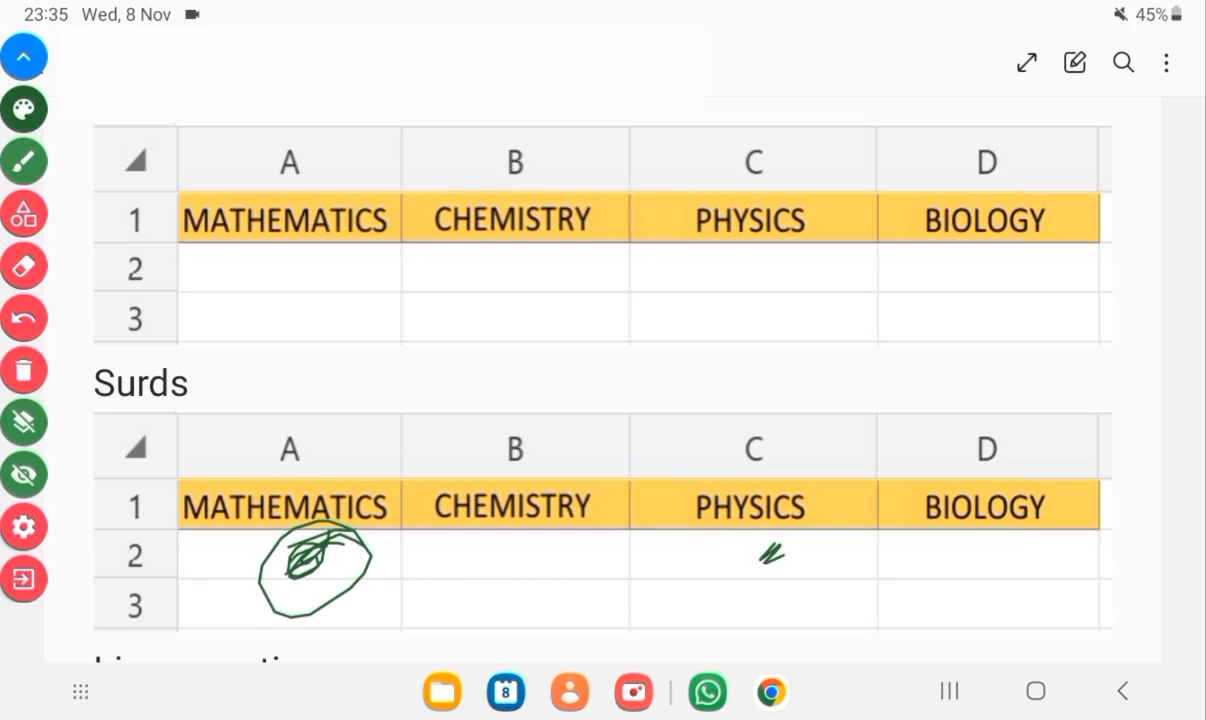 23:35 Wed, 8 Nov 45%
A B C D
1 MATHEMATICS CHEMISTRY PHYSICS BIOLOGY
2
3
Surds
A B C D
1 MATHEMATICS CHEMISTRY PHYSICS BIOLOGY
2
3
8